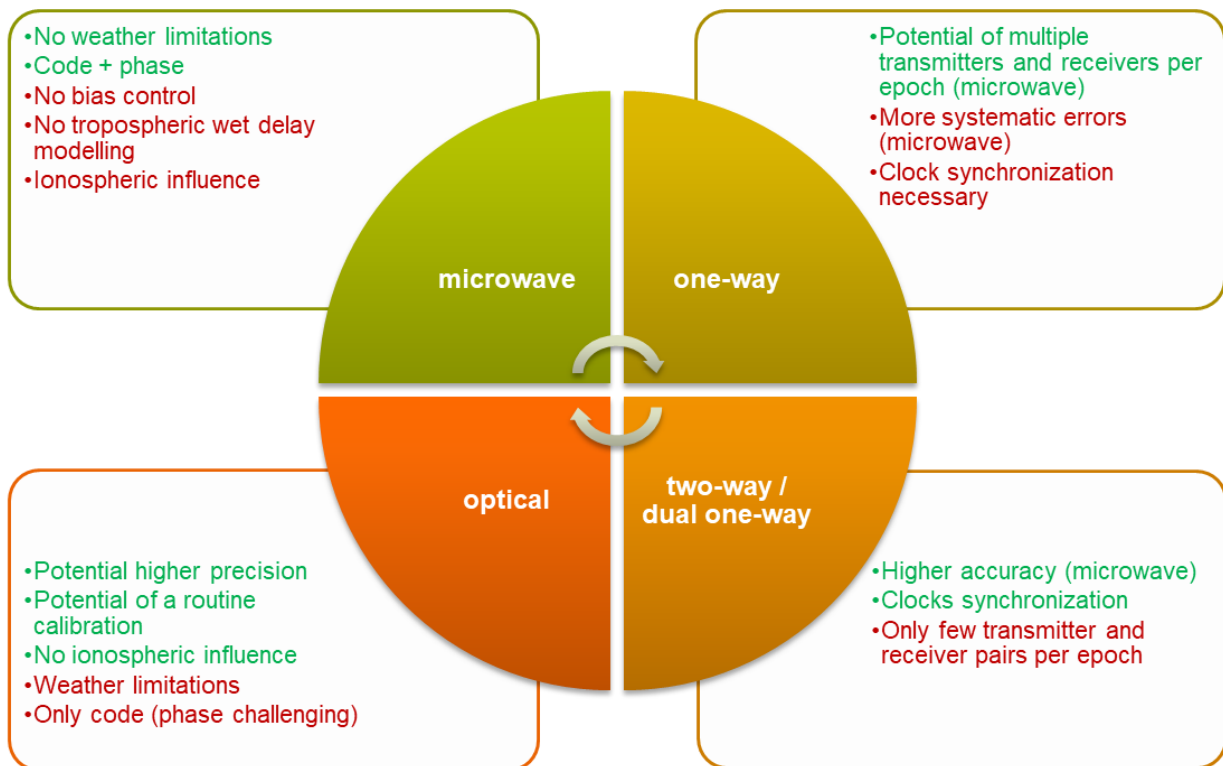 •No weather limitations
•Code + phase
•No bias control
•No tropospheric wet delay
modelling
•Ionospheric influence
•Potential of multiple
transmitters and receivers per
epoch (microwave)
•More systematic errors
(microwave)
•Clock synchronization
necessary
microwave
one-way
optical
two-way /
dual one-way
•Potential higher precision
•Potential of a routine
calibration
•No ionospheric influence
•Weather limitations
•Only code (phase challenging)
•Higher accuracy (microwave)
•Clocks synchronization
•Only few transmitter and
receiver pairs per epoch